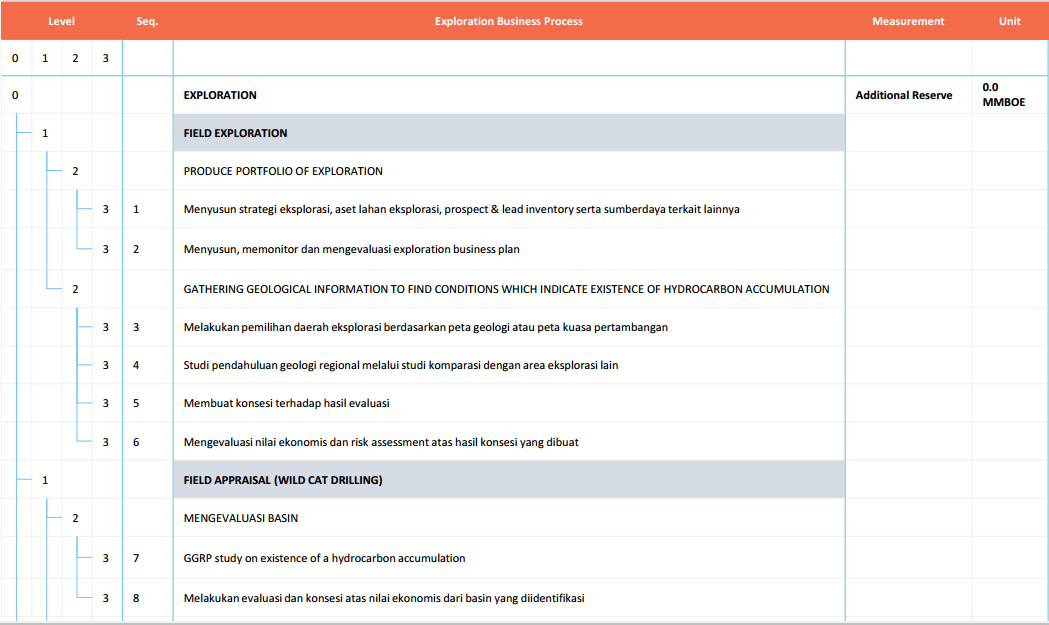 Level Seq. Exploration Business Process Measurement Unit
0 1 2 3
0 EXPLORATION Additional Reserve 0.0
MMBOE
1 FIELD EXPLORATION
2 PRODUCE PORTFOLIO OF EXPLORATION
3 1 Menyusun strategi eksplorasi, aset lahan eksplorasi, prospect & lead inventory serta sumberdaya terkait lainnya
3 2 Menyusun, memonitor dan mengevaluasi exploration business plan
2 GATHERING GEOLOGICAL INFORMATION TO FIND CONDITIONS WHICH INDICATE EXISTENCE OF HYDROCARBON ACCUMULATION
3 3 Melakukan pemilihan daerah eksplorasi berdasarkan peta geologi atau peta kuasa pertambangan
3 4 Studi pendahuluan geologi regional melalui studi komparasi dengan area eksplorasi lain
3 5 Membuat konsesi terhadap hasil evaluasi
3 6 Mengevaluasi nilai ekonomis dan risk assessment atas hasil konsesi yang dibuat
1 FIELD APPRAISAL (WILD CAT DRILLING)
2 MENGEVALUASI BASIN
3 7 GGRP study on existence of a hydrocarbon accumulation
3 8 Melakukan evaluasi dan konsesi atas nilai ekonomis dari basin yang diidentifikasi